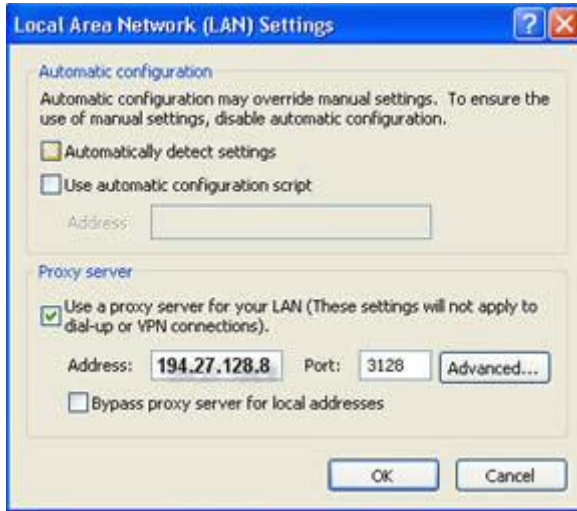 Local Area Network (LAN) Settings
Automatic configuration
Automatic configuration may override manual settings. To ensure the
use of manual settings, disable automatic configuration.
Automatically detect settings
Use automatic configuration script
Address
Proxy server
Use a proxy server for your LAN (These settings will not apply to
dial-up or VPN connections).
Address: 194.27.128.8 Port: 3128 Advanced...
Bypass proxy server for local addresses
OK Cancel